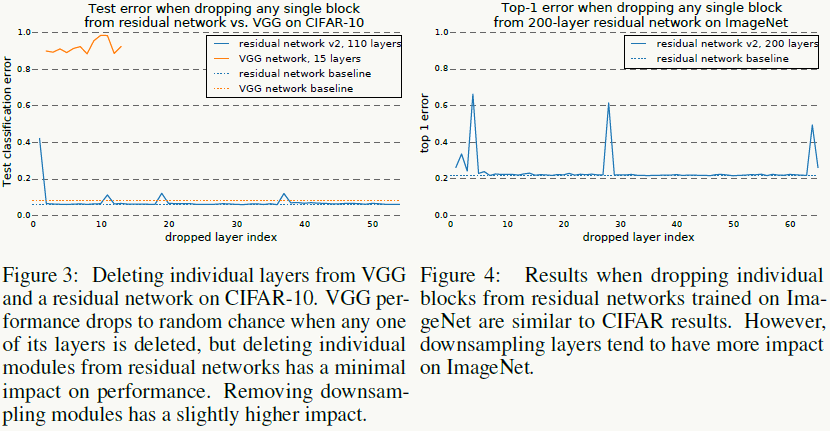 Test error when dropping any single block
from residual network vs. VGG on CIFAR-10
1.0
0.8
0.6
0.4
0.2
0.0
Test classification error
residual network v2, 110 layers
VGG network, 15 layers
residual network baseline
VGG network baseline
0
10
20
30
40
50
dropped layer index
Top-1 error when dropping any single block
from 200-layer residual network on ImageNet
1.0
0.8
0.6
0.4
0.2
0.0
top 1 error
residual network v2, 200 layers
residual network baseline
0
10
20
30
40
50
60
dropped layer index
Figure 3: Deleting individual layers from VGG
and a residual network on CIFAR-10. VGG per-
formance drops to random chance when any one
of its layers is deleted, but deleting individual
modules from residual networks has a minimal
impact on performance. Removing downsam-
pling modules has a slightly higher impact.
Figure 4: Results when dropping individual
blocks from residual networks trained on Ima-
geNet are similar to CIFAR results. However,
downsampling layers tend to have more impact
on ImageNet.